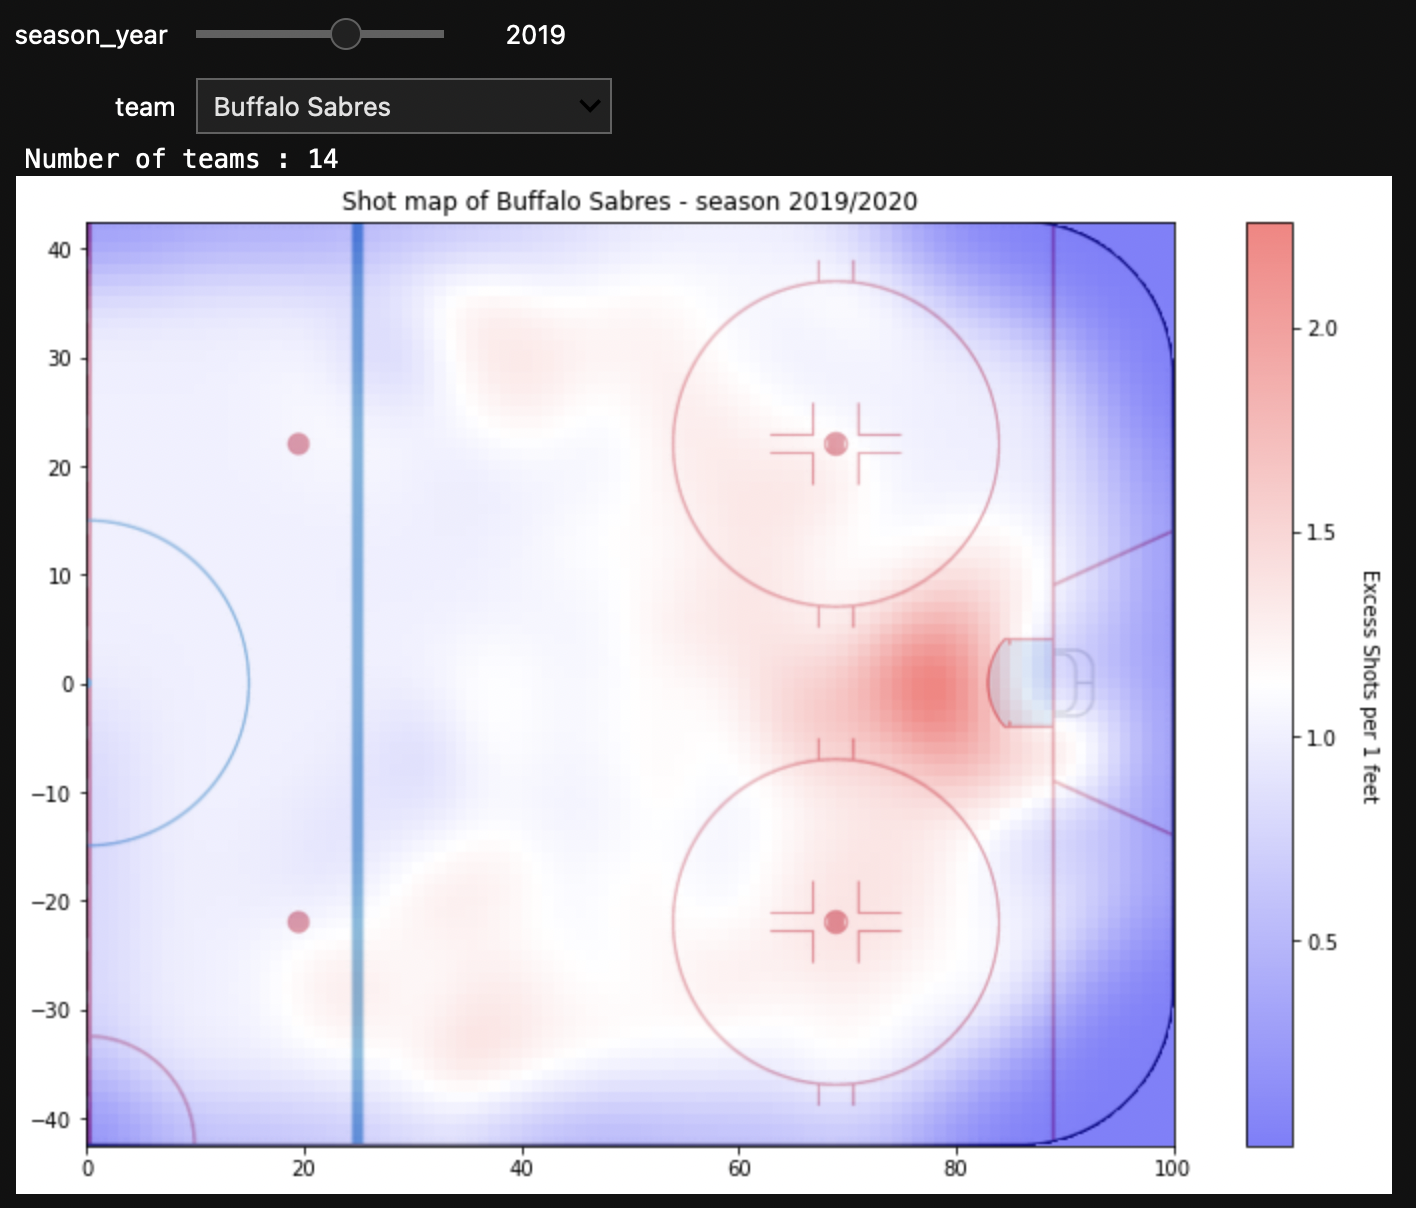 season_year 2019
team Buffalo Sabres
Number of teams : 14
Shot map of Buffalo Sabres - season 2019/2020
40
30
20
10
0
−10
−20
−30
−40
0 20 40 60 80 100
2.0
1.5
1.0
0.5
Excess Shots per 1 feet